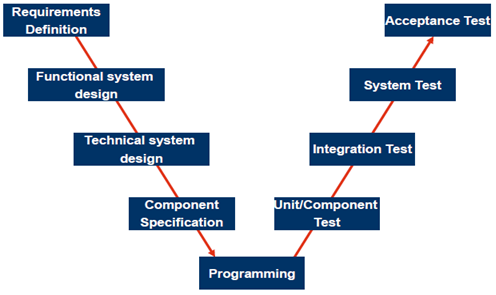 Requirements
Definition
Acceptance Test
Functional system
design
System Test
Technical system
design
Integration Test
Component
Specification
Unit/Component
Test
Programming